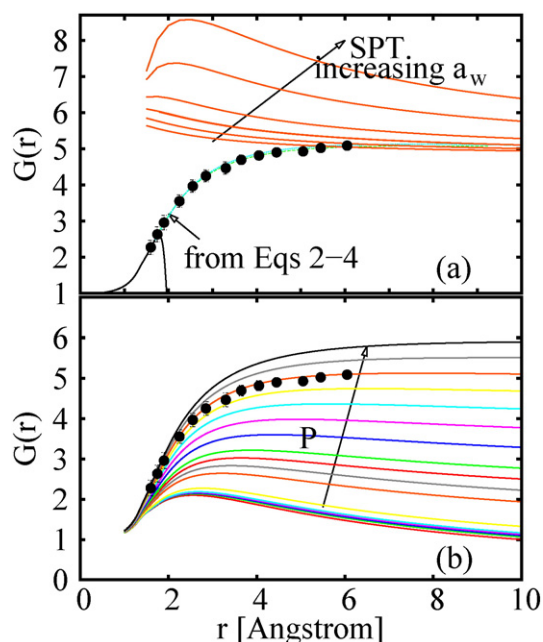 8
7
6
5
4
3
2
1
G(r)
SPT
increasing a_w
from Eqs 2−4
(a)
6
5
4
3
2
1
0
G(r)
P
(b)
0 2 4 6 8 10
r [Angstrom]